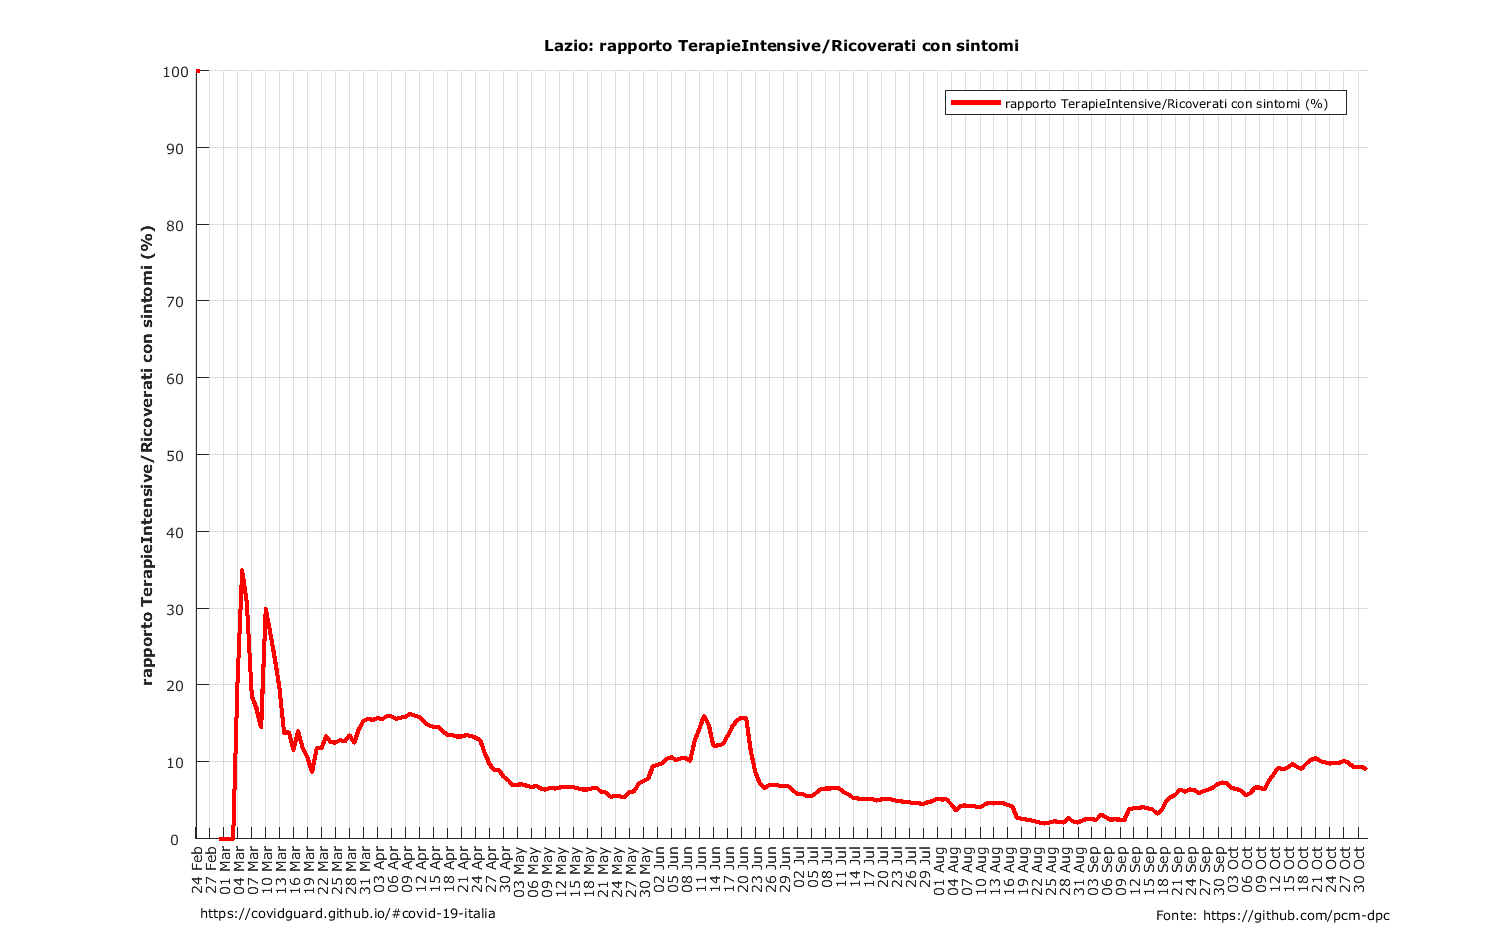 Lazio: rapporto TerapieIntensive/Ricoverati con sintomi
rapporto TerapieIntensive/Ricoverati con sintomi (%)
rapporto TerapieIntensive/Ricoverati con sintomi (%)
100
90
80
70
60
50
40
30
20
10
0
24 Feb
27 Feb
01 Mar
04 Mar
07 Mar
10 Mar
13 Mar
16 Mar
19 Mar
22 Mar
25 Mar
28 Mar
31 Mar
03 Apr
06 Apr
09 Apr
12 Apr
15 Apr
18 Apr
21 Apr
24 Apr
27 Apr
30 Apr
03 May
06 May
09 May
12 May
15 May
18 May
21 May
24 May
27 May
30 May
02 Jun
05 Jun
08 Jun
11 Jun
14 Jun
17 Jun
20 Jun
23 Jun
26 Jun
29 Jun
02 Jul
05 Jul
08 Jul
11 Jul
14 Jul
17 Jul
20 Jul
23 Jul
26 Jul
29 Jul
01 Aug
04 Aug
07 Aug
10 Aug
13 Aug
16 Aug
19 Aug
22 Aug
25 Aug
28 Aug
31 Aug
03 Sep
06 Sep
09 Sep
12 Sep
15 Sep
18 Sep
21 Sep
24 Sep
27 Sep
30 Sep
03 Oct
06 Oct
09 Oct
12 Oct
15 Oct
18 Oct
21 Oct
24 Oct
27 Oct
30 Oct
https://covidguard.github.io/#covid-19-italia
Fonte: https://github.com/pcm-dpc